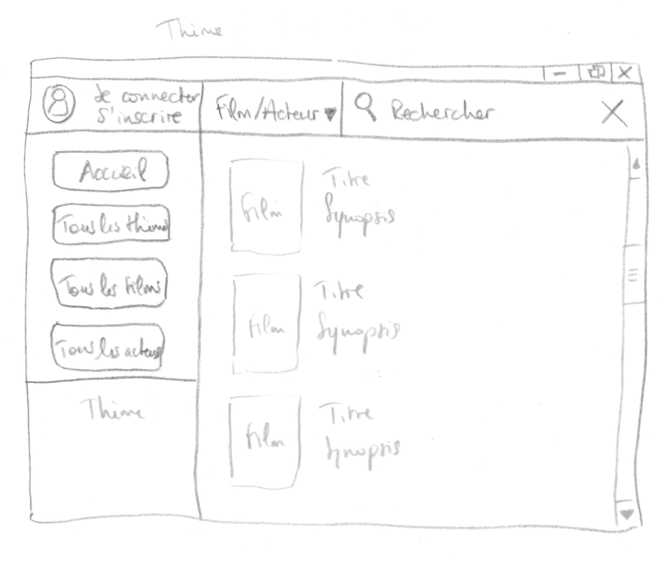 Thème
Se connecter
S'inscrire
Film/Acteur
Rechercher
Accueil
Tous les thèmes
Tous les films
Tous les acteurs
Thème
Film
Titre
Synopsis
Film
Titre
Synopsis
Film
Titre
Synopsis